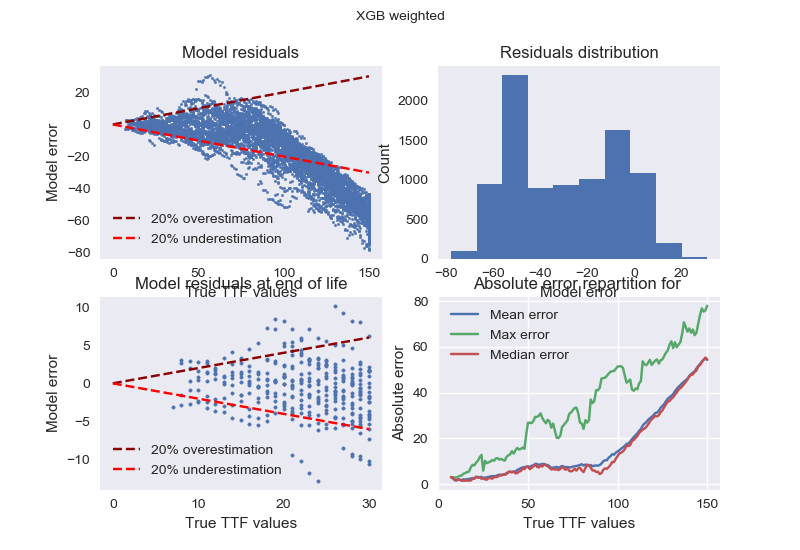 XGB weighted
Model residuals
Model error
20
0
−20
−40
−60
−80
20% overestimation
20% underestimation
0
50
100
150
True TTF values
Residuals distribution
Count
2000
1500
1000
500
0
−80
−60
−40
−20
0
20
Model error
Model residuals at end of life
Model error
10
5
0
−5
−10
20% overestimation
20% underestimation
0
10
20
30
True TTF values
Absolute error repartition for
Absolute error
80
60
40
20
0
Mean error
Max error
Median error
0
50
100
150
True TTF values